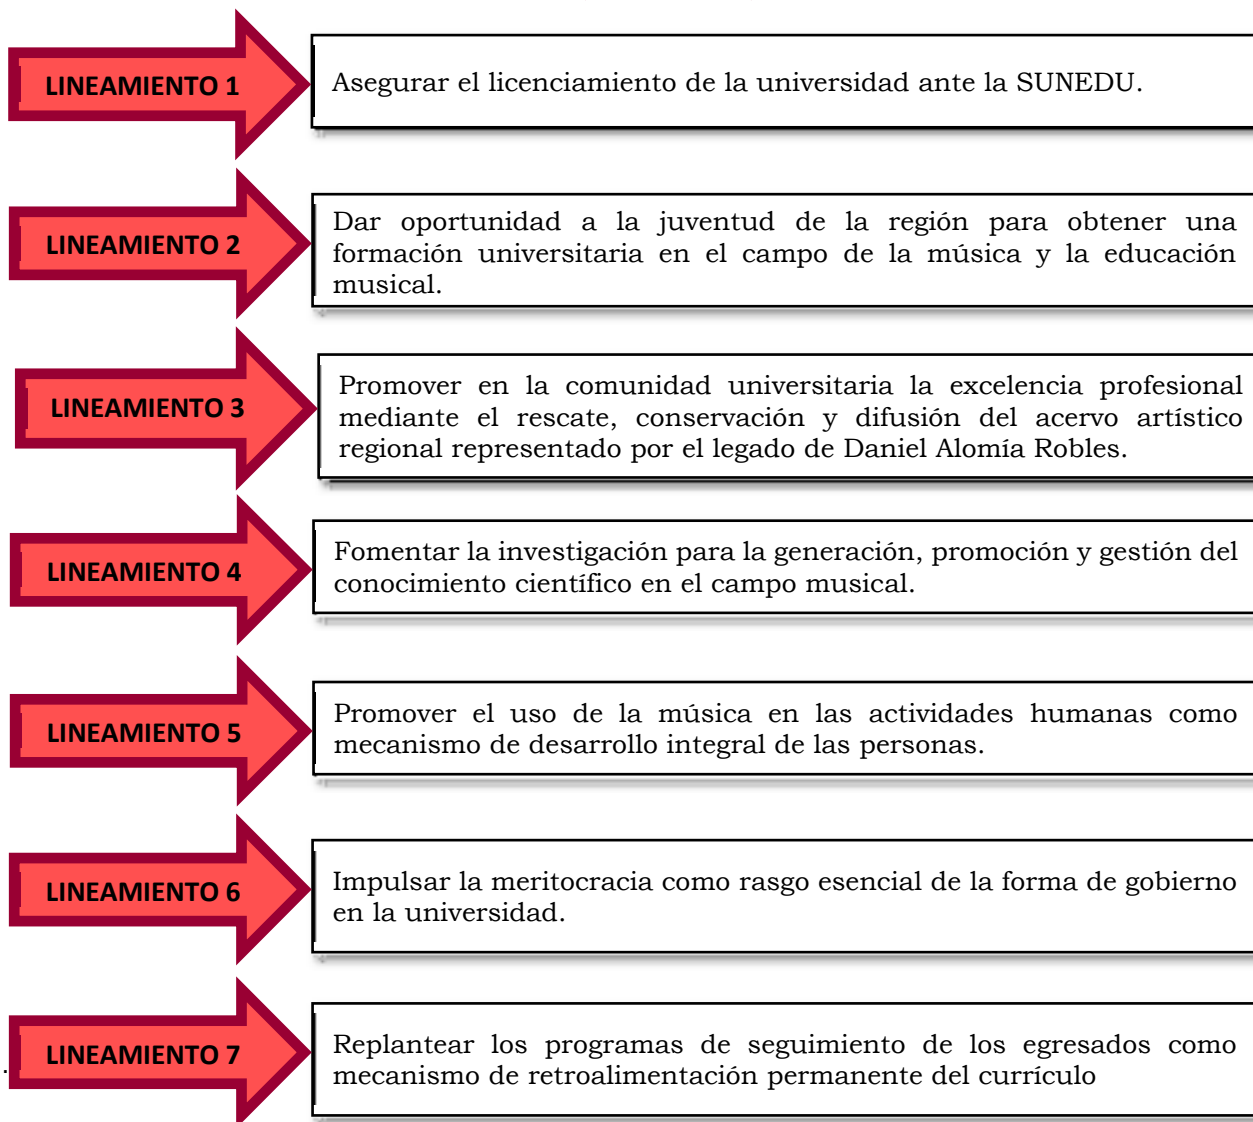 LINEAMIENTO 1
Asegurar el licenciamiento de la universidad ante la SUNEDU.
LINEAMIENTO 2
Dar oportunidad a la juventud de la región para obtener una
formación universitaria en el campo de la música y la educación
musical.
LINEAMIENTO 3
Promover en la comunidad universitaria la excelencia profesional
mediante el rescate, conservación y difusión del acervo artístico
regional representado por el legado de Daniel Alomía Robles.
LINEAMIENTO 4
Fomentar la investigación para la generación, promoción y gestión del
conocimiento científico en el campo musical.
LINEAMIENTO 5
Promover el uso de la música en las actividades humanas como
mecanismo de desarrollo integral de las personas.
LINEAMIENTO 6
Impulsar la meritocracia como rasgo esencial de la forma de gobierno
en la universidad.
LINEAMIENTO 7
Replantear los programas de seguimiento de los egresados como
mecanismo de retroalimentación permanente del currículo
.